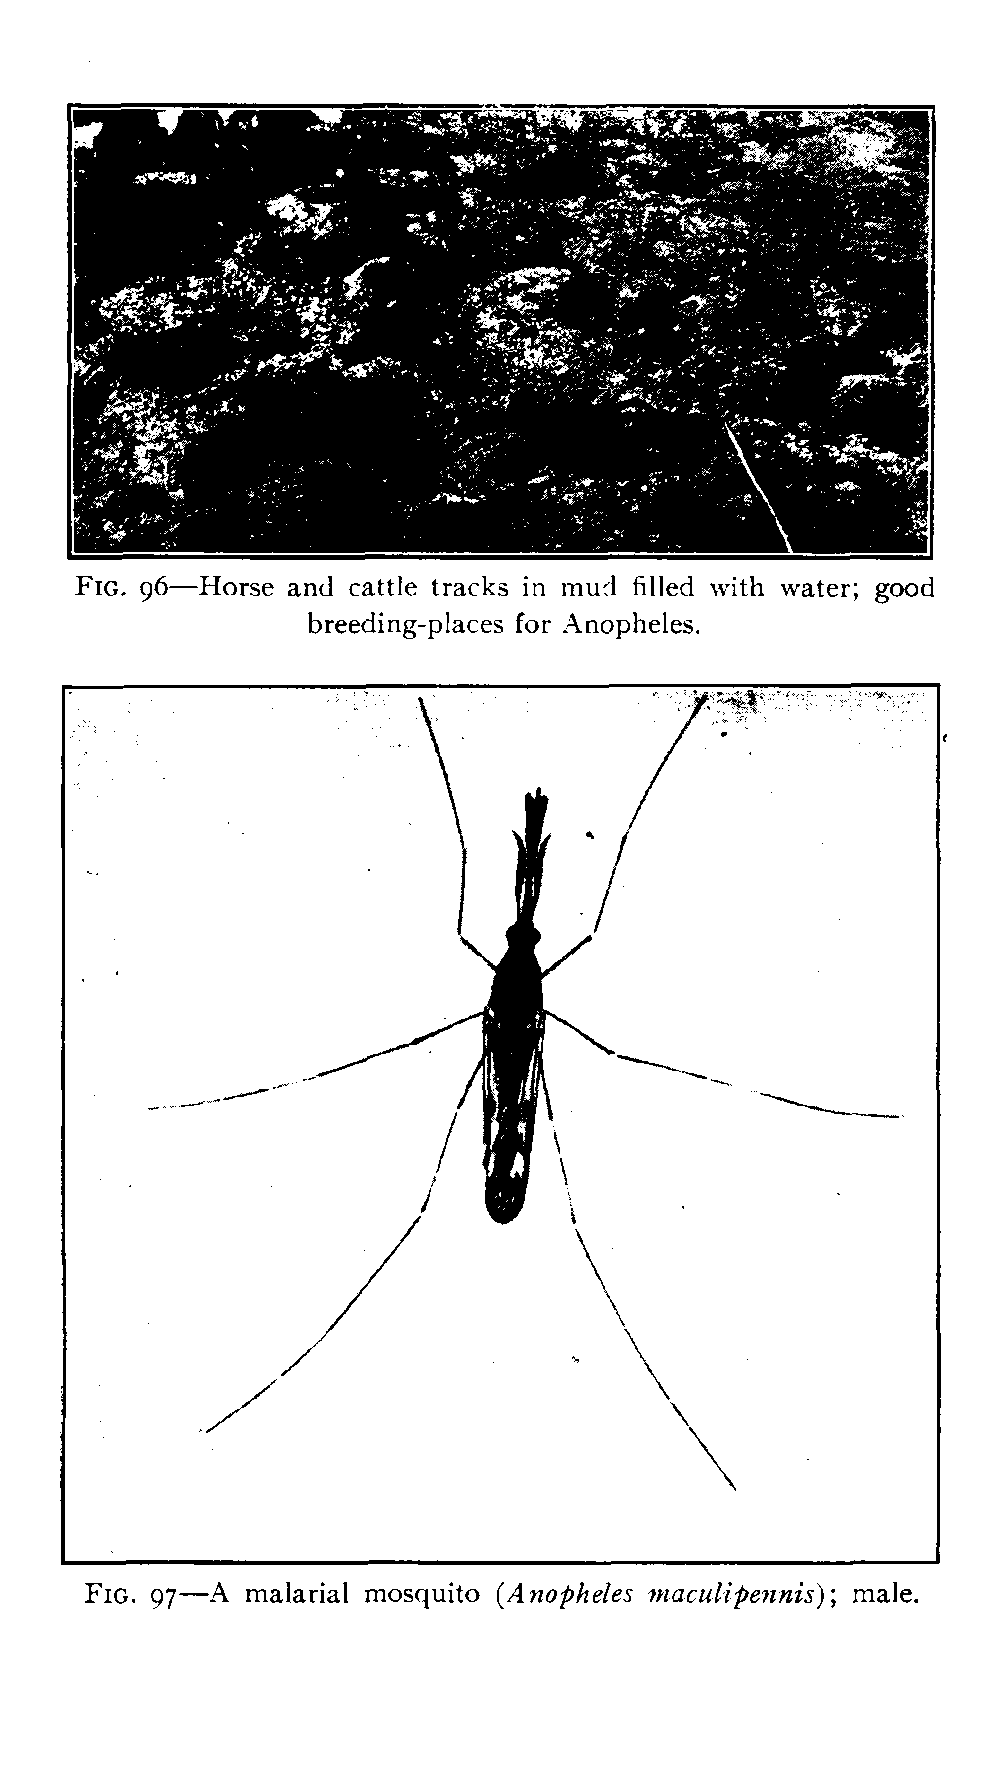 FIG. 96—Horse and cattle tracks in mud filled with water; good
breeding-places for Anopheles.
FIG. 97—A malarial mosquito (Anopheles maculipennis); male.